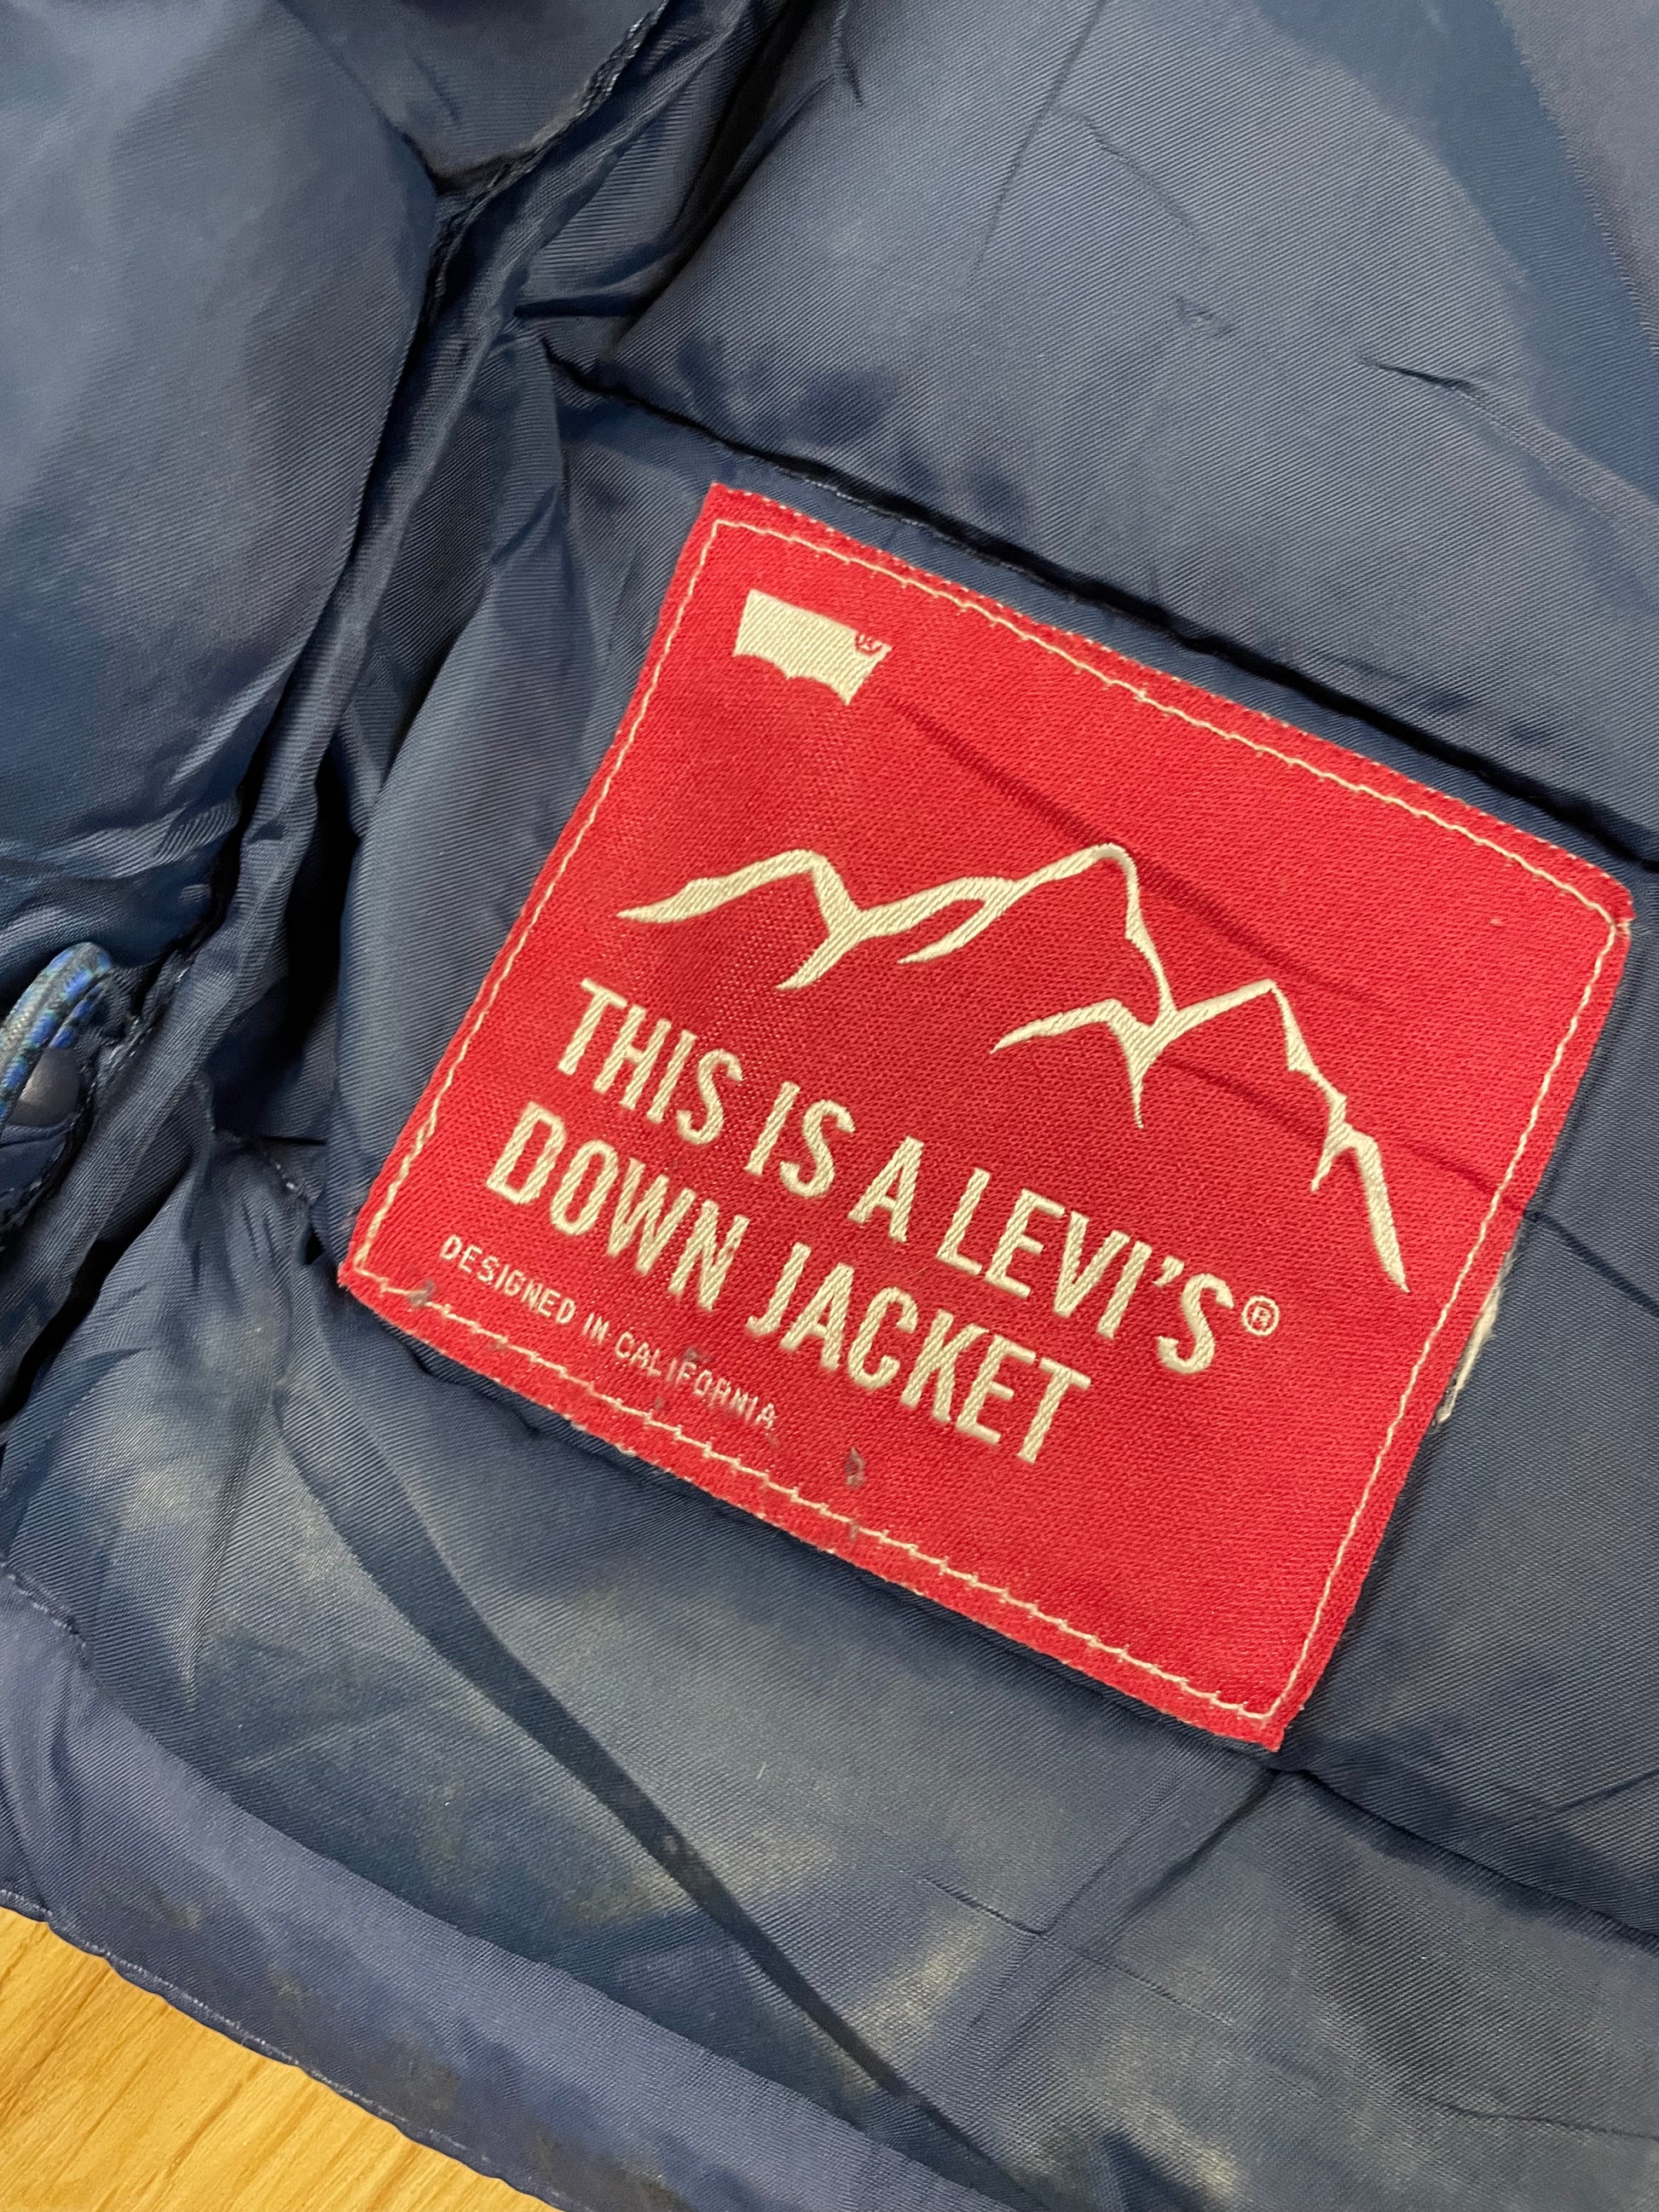 THIS IS A LEVI'S®
DOWN JACKET
DESIGNED IN CALIFORNIA